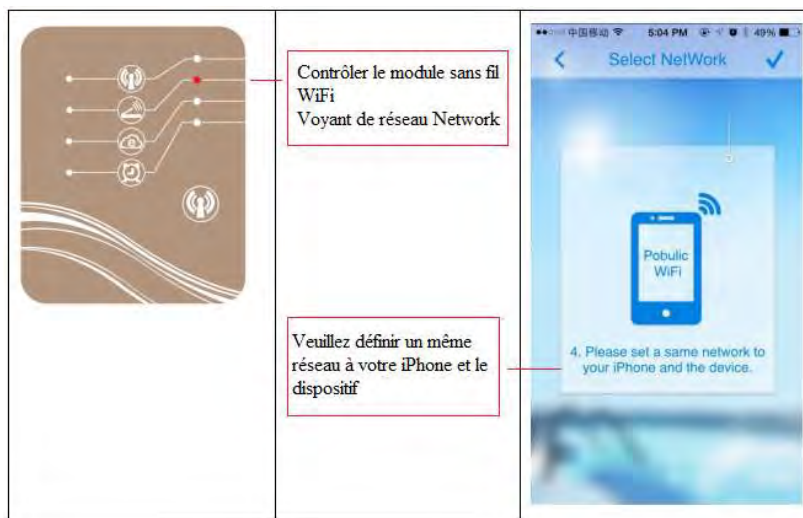 Contrôler le module sans fil
WiFi
Voyant de réseau Network
Veuillez définir un même
réseau à votre iPhone et le
dispositif
中国移动 5:04 PM 49%
Select NetWork
Pobulic
WiFi
4. Please set a same network to
your iPhone and the device.